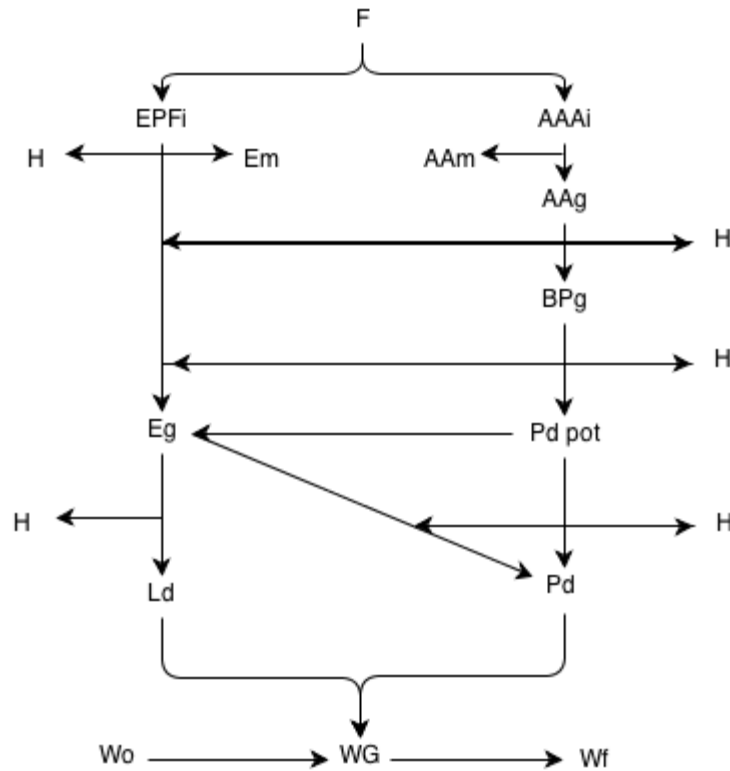 F
EPFi AAAi
H Em AAm
AAg
H
BPg
H
Eg Pd pot
H H
Ld Pd
Wo WG Wf